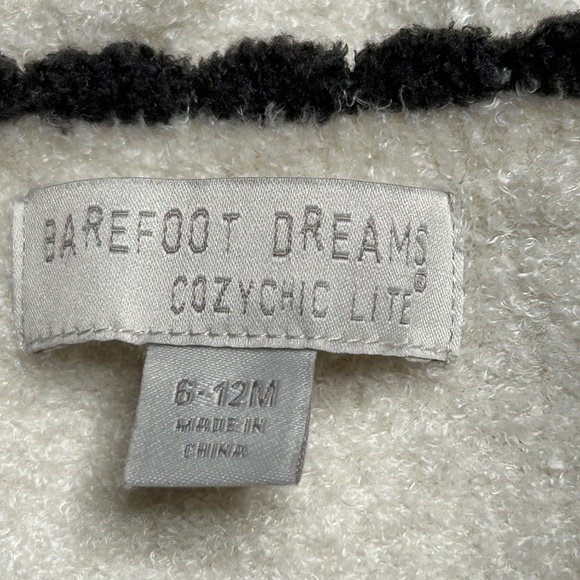 BAREFOOT DREAMS
COZYCHIC LITE®
6-12M
MADE IN
CHINA